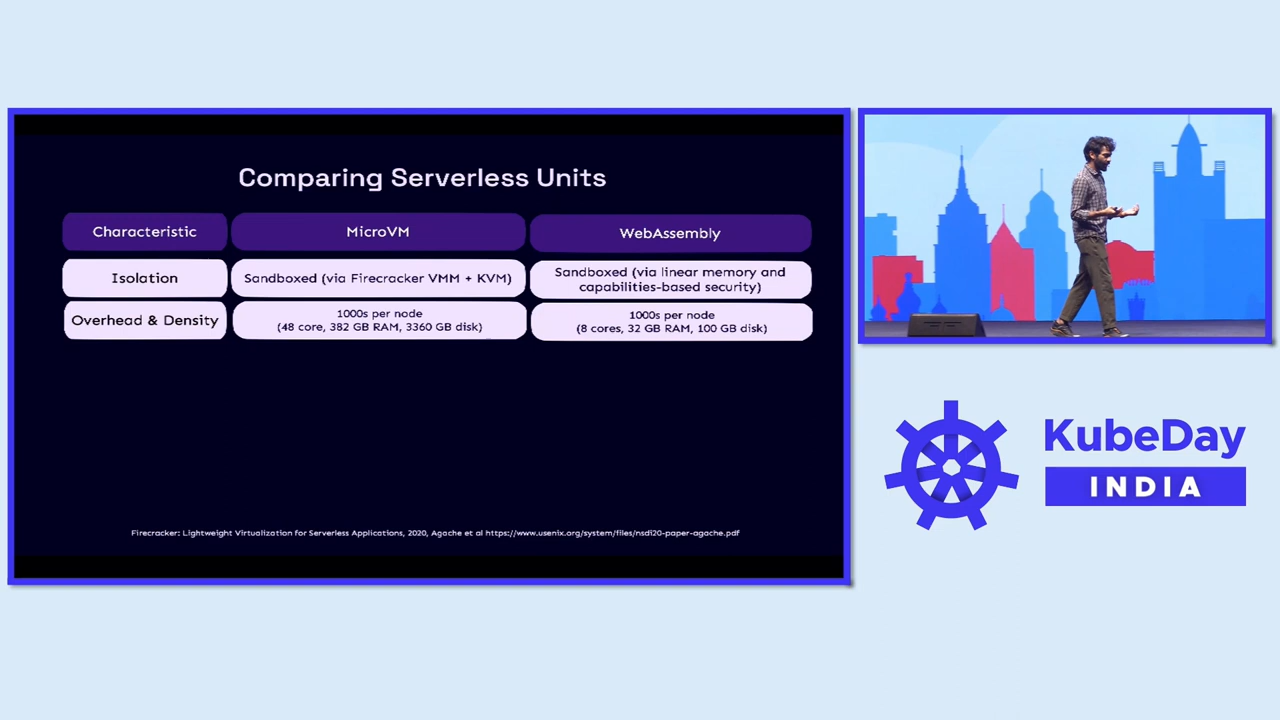 Comparing Serverless Units
Characteristic
MicroVM
WebAssembly
Isolation
Sandboxed (via Firecracker VMM + KVM)
Sandboxed (via linear memory and
capabilities-based security)
Overhead & Density
1000s per node
(48 core, 382 GB RAM, 3360 GB disk)
1000s per node
(8 cores, 32 GB RAM, 100 GB disk)
Firecracker: Lightweight Virtualization for Serverless Applications, 2020, Agache et al https://www.usenix.org/system/files/nsdi20-paper-agache.pdf
KubeDay
INDIA